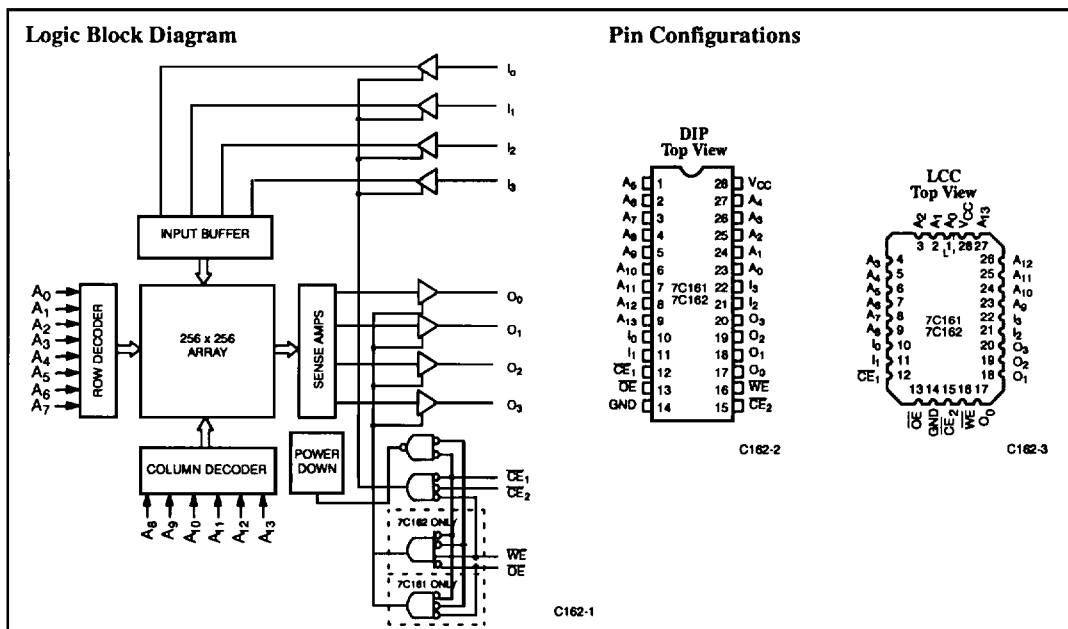 Logic Block Diagram
I0
I1
I2
I3
INPUT BUFFER
A0
A1
A2
A3
A4
A5
A6
A7
ROW DECODER
256 x 256
ARRAY
SENSE AMPS
O0
O1
O2
O3
COLUMN DECODER
A8
A9
A10
A11
A12
A13
POWER
DOWN
CE1
CE2
7C162 ONLY
WE
OE
7C161 ONLY
C162-1
Pin Configurations
DIP
Top View
A5 1 28 VCC
A6 2 27 A4
A7 3 26 A3
A8 4 25 A2
A9 5 24 A1
A10 6 23 A0
A11 7 22 I3
A12 8 21 I2
A13 9 20 O3
I0 10 19 O2
I1 11 18 O1
CE1 12 17 O0
OE 13 16 WE
GND 14 15 CE2
7C161
7C162
C162-2
LCC
Top View
A2 A1 A0 VCC A13
3 2 1 28 27
A3 4 26 A12
A4 5 25 A11
A5 6 24 A10
A6 7 23 A9
A7 8 22 I3
A8 9 21 I2
I0 10 20 O3
I1 11 19 O2
CE1 12 18 O1
7C161
7C162
13 14 15 16 17
OE GND CE2 WE O0
C162-3